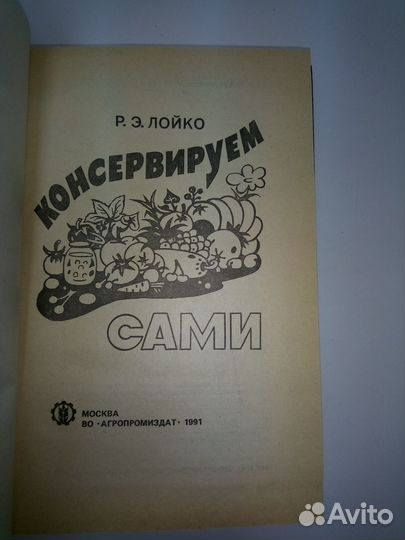 Р. Э. ЛОЙКО
КОНСЕРВИРУЕМ
САМИ
МОСКВА
ВО «АГРОПРОМИЗДАТ» 1991
Avito